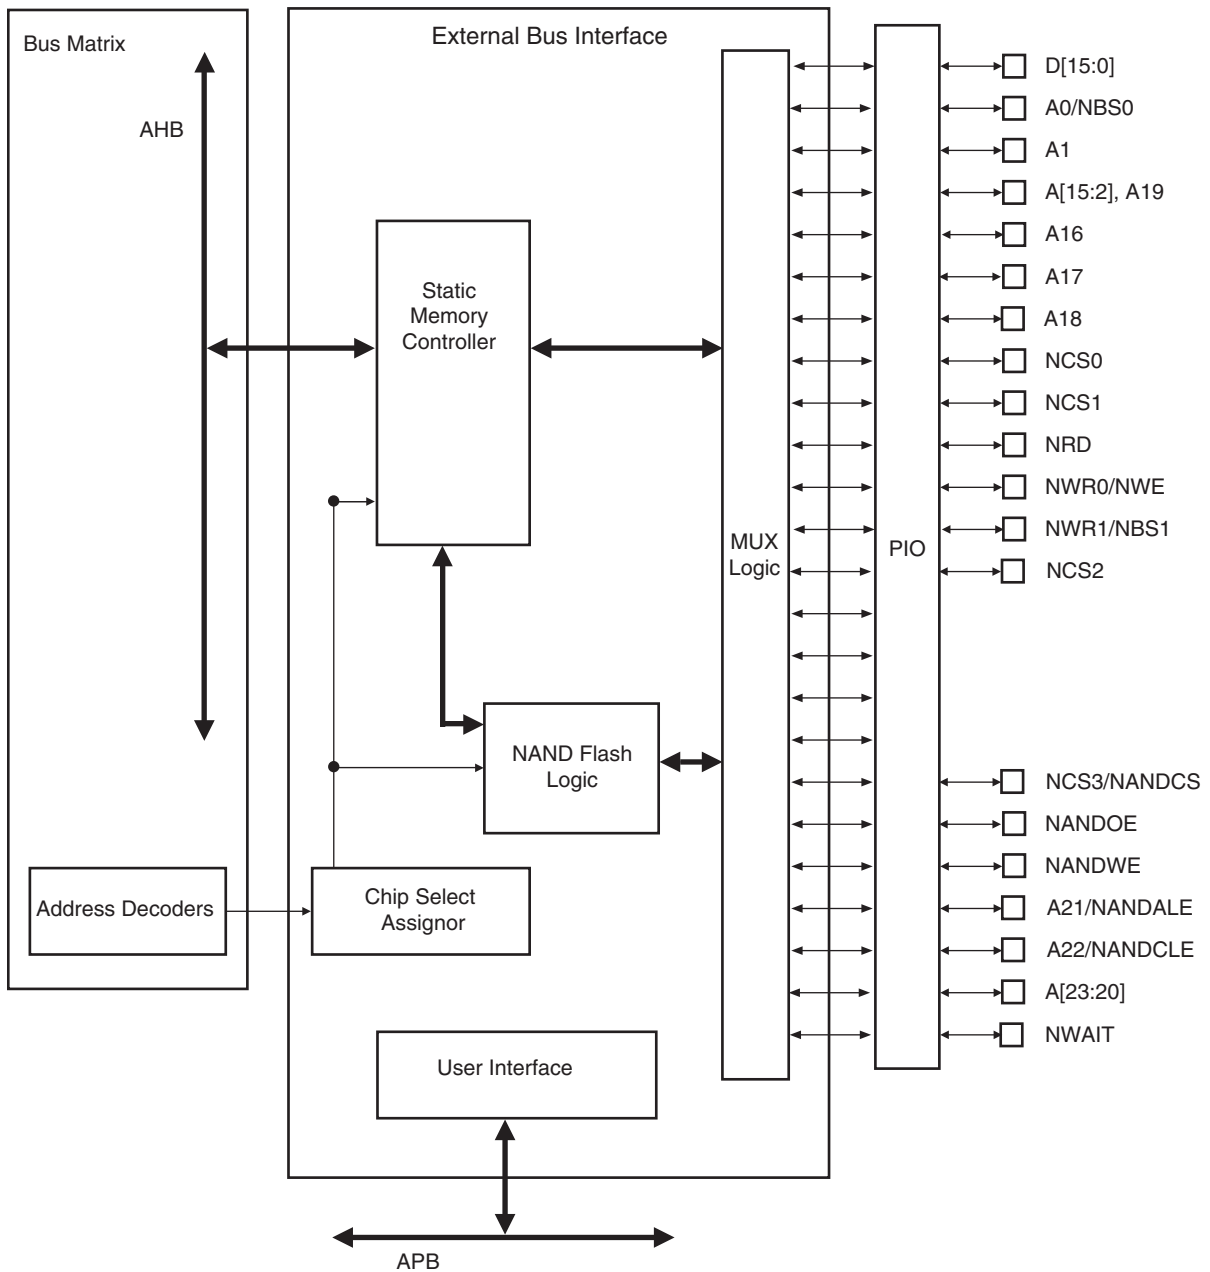 Bus Matrix
External Bus Interface
AHB
Static
Memory
Controller
NAND Flash
Logic
Address Decoders
Chip Select
Assignor
User Interface
APB
MUX
Logic
PIO
D[15:0]
A0/NBS0
A1
A[15:2], A19
A16
A17
A18
NCS0
NCS1
NRD
NWR0/NWE
NWR1/NBS1
NCS2
NCS3/NANDCS
NANDOE
NANDWE
A21/NANDALE
A22/NANDCLE
A[23:20]
NWAIT